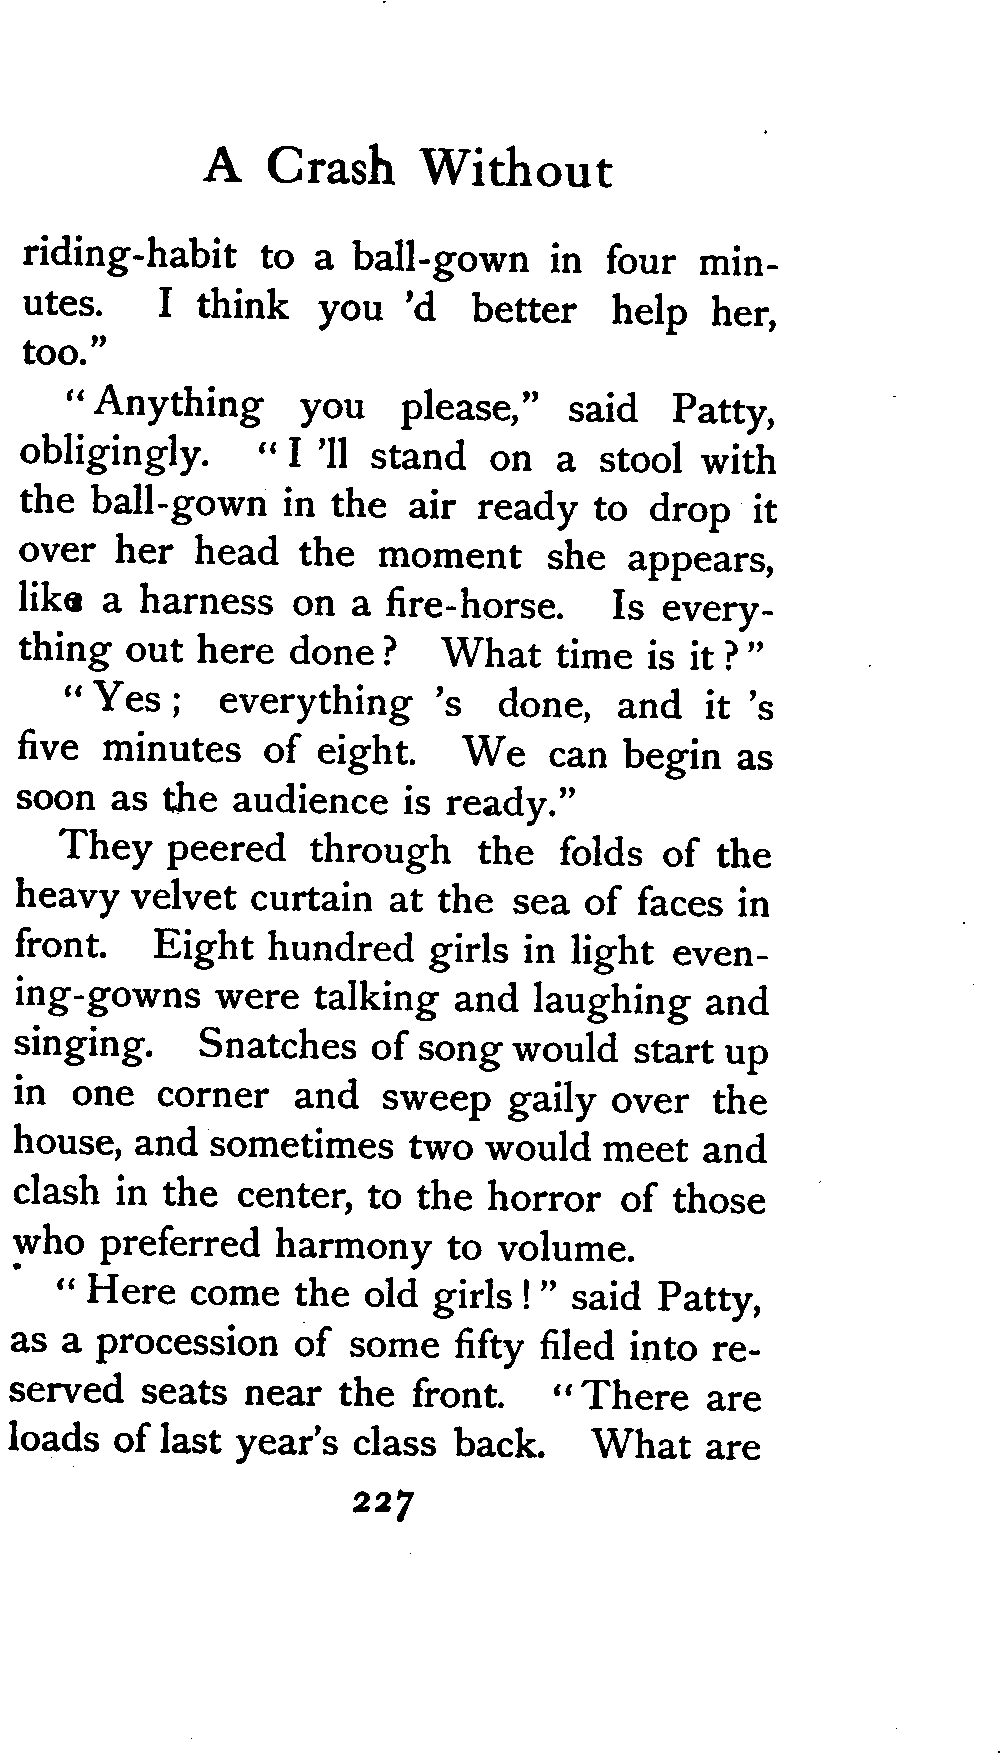 A Crash Without
riding-habit to a ball-gown in four min-
utes. I think you 'd better help her,
too."
"Anything you please," said Patty,
obligingly. "I 'll stand on a stool with
the ball-gown in the air ready to drop it
over her head the moment she appears,
like a harness on a fire-horse. Is every-
thing out here done? What time is it?"
"Yes; everything 's done, and it 's
five minutes of eight. We can begin as
soon as the audience is ready."
They peered through the folds of the
heavy velvet curtain at the sea of faces in
front. Eight hundred girls in light even-
ing-gowns were talking and laughing and
singing. Snatches of song would start up
in one corner and sweep gaily over the
house, and sometimes two would meet and
clash in the center, to the horror of those
who preferred harmony to volume.
"Here come the old girls!" said Patty,
as a procession of some fifty filed into re-
served seats near the front. "There are
loads of last year's class back. What are
227